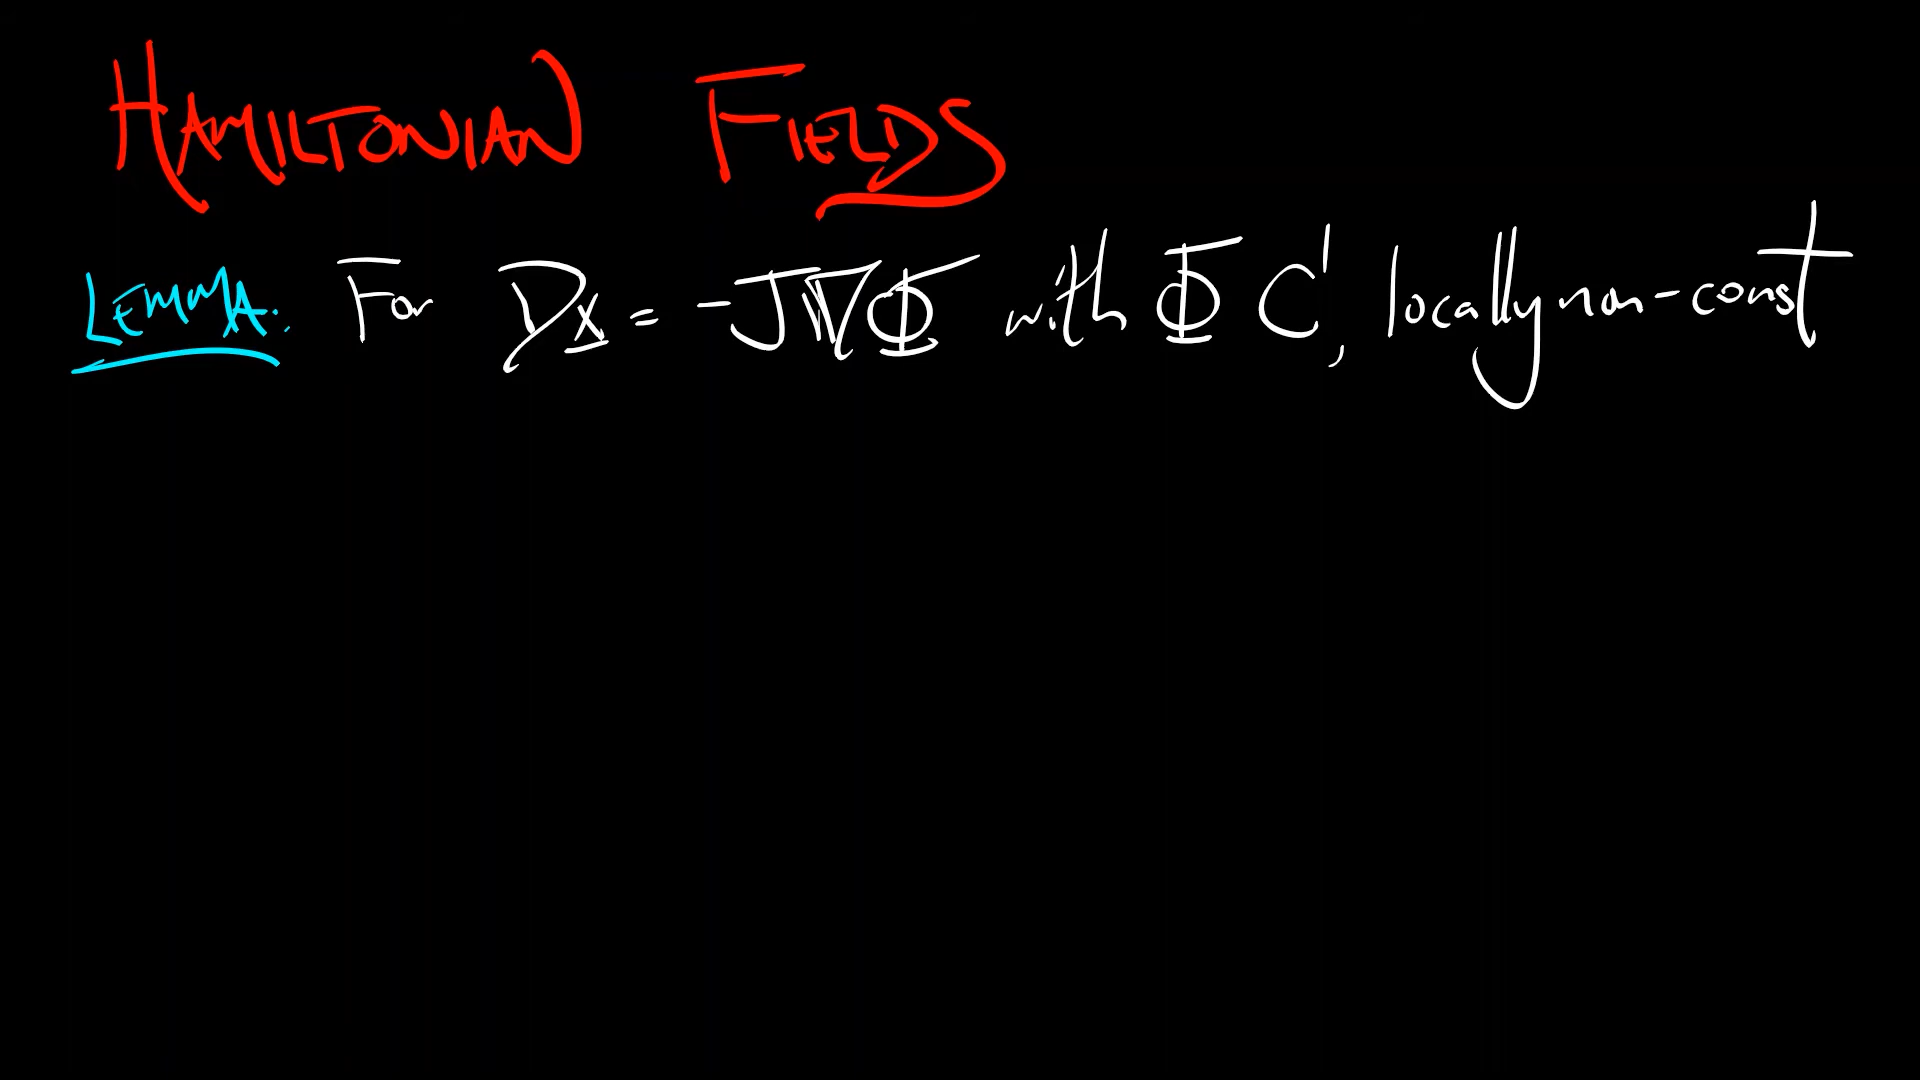 HAMILTONIAN FIELDS
LEMMA: For Dx = -J∇Φ with Φ C¹, locally non-const